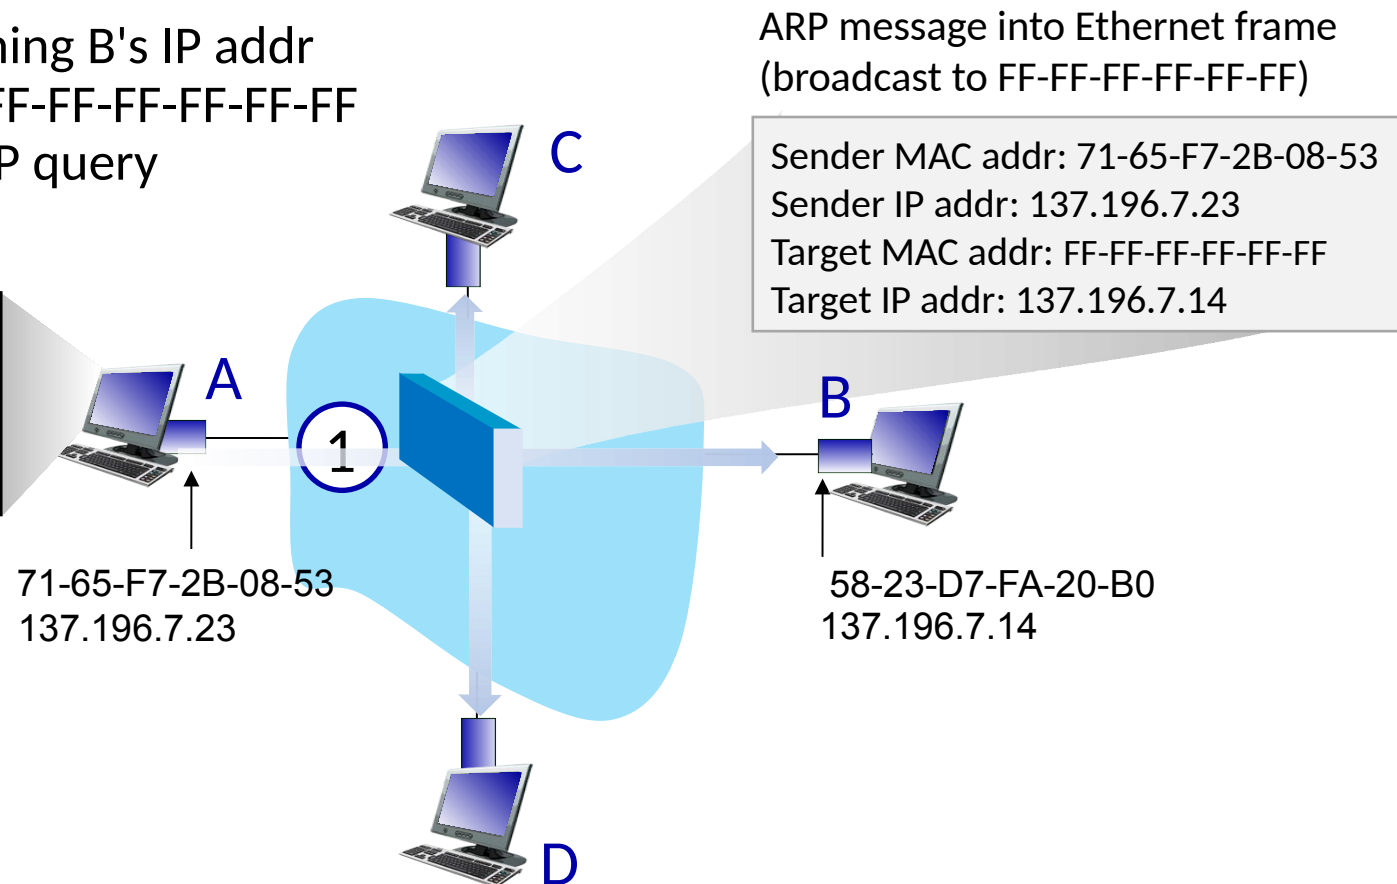 ning B's IP addr
FF-FF-FF-FF-FF-FF
P query
ARP message into Ethernet frame
(broadcast to FF-FF-FF-FF-FF-FF)
Sender MAC addr: 71-65-F7-2B-08-53
Sender IP addr: 137.196.7.23
Target MAC addr: FF-FF-FF-FF-FF-FF
Target IP addr: 137.196.7.14
C
A
B
1
71-65-F7-2B-08-53
137.196.7.23
58-23-D7-FA-20-B0
137.196.7.14
D